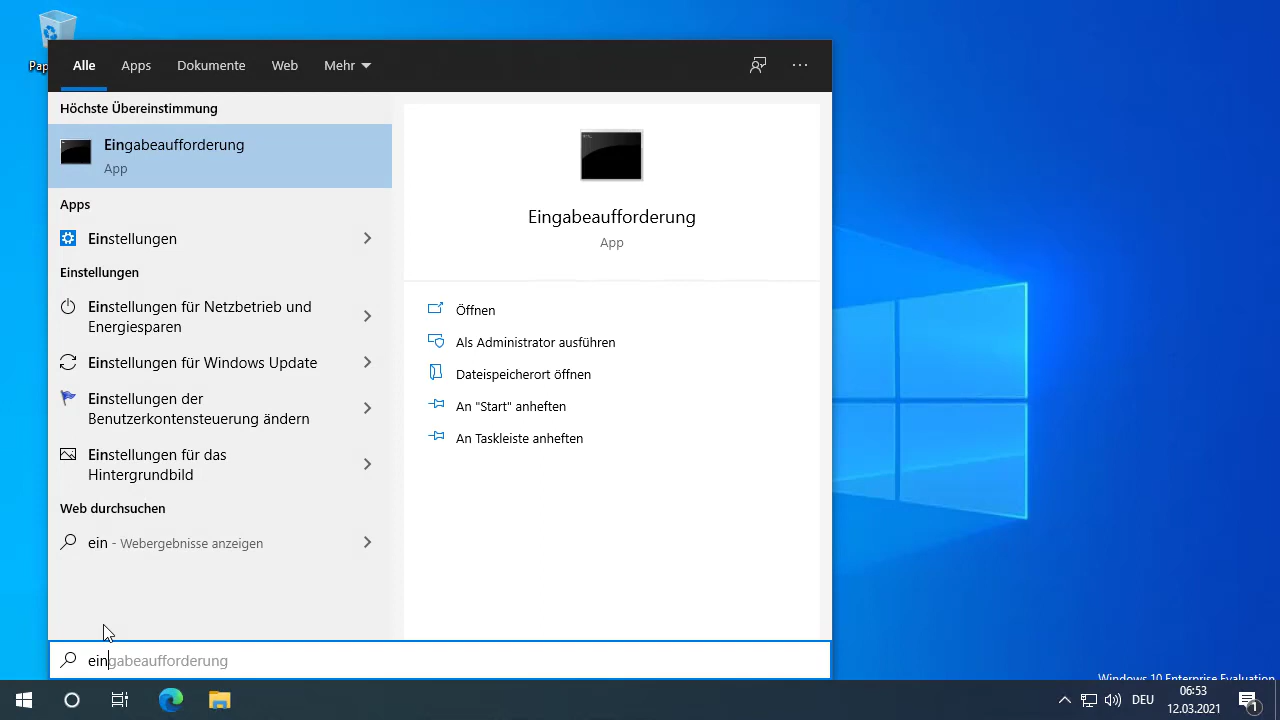 Alle Apps Dokumente Web Mehr
Höchste Übereinstimmung
Eingabeaufforderung
App
Apps
Einstellungen
Einstellungen
Einstellungen für Netzbetrieb und
Energiesparen
Einstellungen für Windows Update
Einstellungen der
Benutzerkontensteuerung ändern
Einstellungen für das
Hintergrundbild
Web durchsuchen
ein - Webergebnisse anzeigen
Eingabeaufforderung
App
Öffnen
Als Administrator ausführen
Dateispeicherort öffnen
An "Start" anheften
An Taskleiste anheften
eingabeaufforderung
Windows 10 Enterprise Evaluation
DEU
06:53
12.03.2021
1